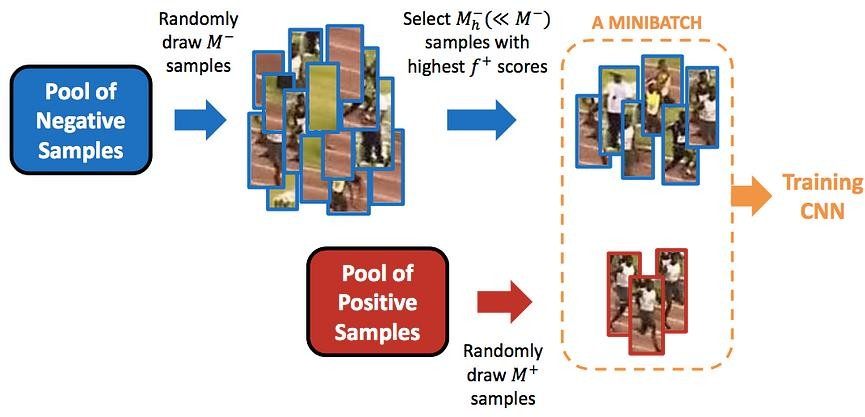 Randomly
draw M⁻
samples
Select M⁻ₕ(≪ M⁻)
samples with
highest f⁺ scores
A MINIBATCH
Pool of
Negative
Samples
Training
CNN
Pool of
Positive
Samples
Randomly
draw M⁺
samples